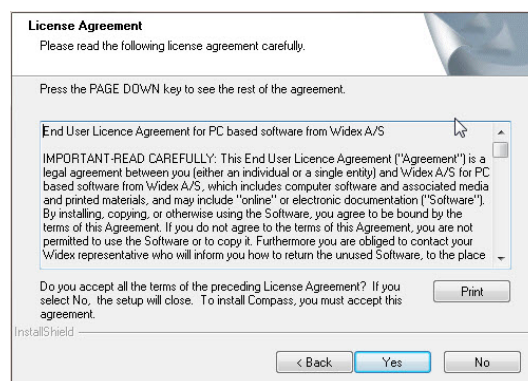 License Agreement
Please read the following license agreement carefully.
Press the PAGE DOWN key to see the rest of the agreement.
End User Licence Agreement for PC based software from Widex A/S
IMPORTANT-READ CAREFULLY: This End User Licence Agreement ("Agreement") is a
legal agreement between you (either an individual or a single entity) and Widex A/S for PC
based software from Widex A/S, which includes computer software and associated media
and printed materials, and may include "online" or electronic documentation ("Software").
By installing, copying, or otherwise using the Software, you agree to be bound by the
terms of this Agreement. If you do not agree to the terms of this Agreement, you are not
permitted to use the Software or to copy it. Furthermore you are obliged to contact your
Widex representative who will inform you how to return the unused Software, to the place
Do you accept all the terms of the preceding License Agreement? If you
select No, the setup will close. To install Compass, you must accept this
agreement.
Print
InstallShield
< Back
Yes
No